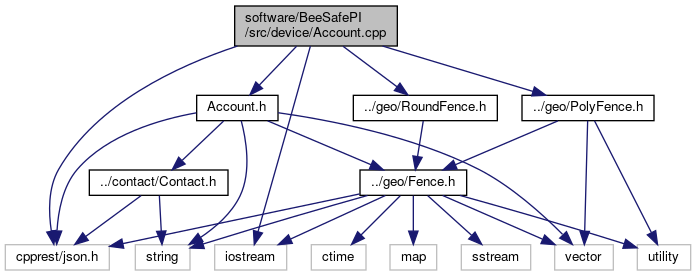 software/BeeSafePI
/src/device/Account.cpp
Account.h
../geo/RoundFence.h
../geo/PolyFence.h
../contact/Contact.h
../geo/Fence.h
cpprest/json.h
string
iostream
ctime
map
sstream
vector
utility